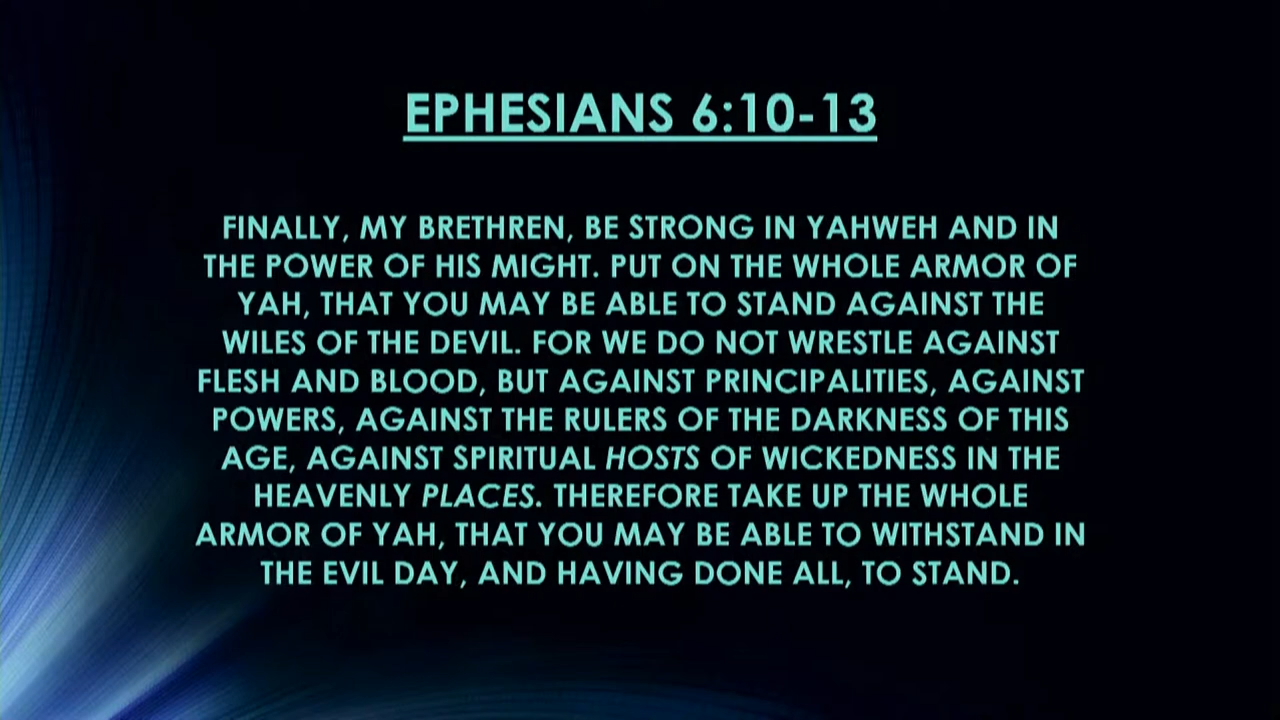 EPHESIANS 6:10-13
FINALLY, MY BRETHREN, BE STRONG IN YAHWEH AND IN
THE POWER OF HIS MIGHT. PUT ON THE WHOLE ARMOR OF
YAH, THAT YOU MAY BE ABLE TO STAND AGAINST THE
WILES OF THE DEVIL. FOR WE DO NOT WRESTLE AGAINST
FLESH AND BLOOD, BUT AGAINST PRINCIPALITIES, AGAINST
POWERS, AGAINST THE RULERS OF THE DARKNESS OF THIS
AGE, AGAINST SPIRITUAL HOSTS OF WICKEDNESS IN THE
HEAVENLY PLACES. THEREFORE TAKE UP THE WHOLE
ARMOR OF YAH, THAT YOU MAY BE ABLE TO WITHSTAND IN
THE EVIL DAY, AND HAVING DONE ALL, TO STAND.